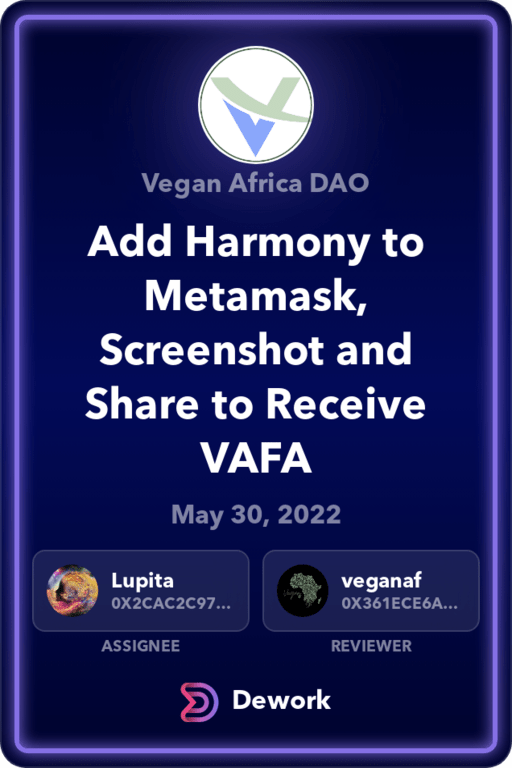 Vegan Africa DAO
Add Harmony to
Metamask,
Screenshot and
Share to Receive
VAFA
May 30, 2022
Lupita
0X2CAC2C97...
veganaf
0X361ECE6A...
ASSIGNEE
REVIEWER
Dework